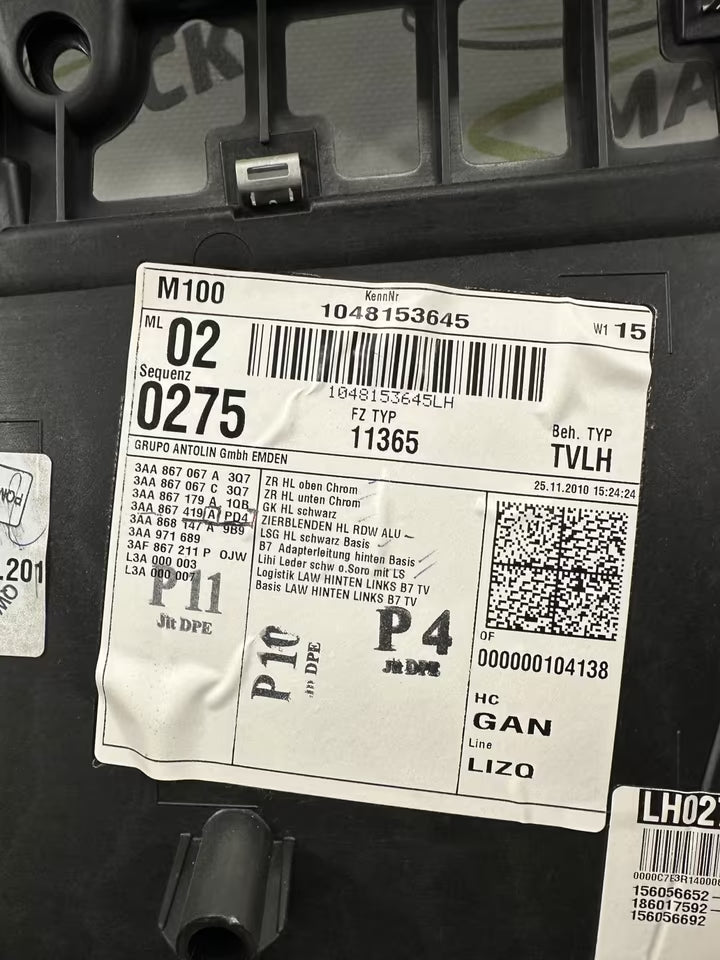 CK
MA
M100
KennNr
1048153645
W1 15
ML 02
1048153645LH
Sequenz
0275
FZ TYP
11365
Beh. TYP
TVLH
GRUPO ANTOLIN GmbH EMDEN
25.11.2010 15:24:24
3AA 867 067 A 3Q7
3AA 867 067 C 3Q7
3AA 867 179 A 1QB
3AA 867 419 A PD4
3AA 868 147 A 9B9
3AA 971 689
3AF 867 211 P OJW
L3A 000 003
L3A 000 007
ZR HL oben Chrom
ZR HL unten Chrom
GK HL schwarz
ZIERBLENDEN HL RDW ALU
LSG HL schwarz Basis
B7 Adapterleitung hinten Basis
Lihi Leder schw o.Soro mit LS
Logistik LAW HINTEN LINKS B7 TV
Basis LAW HINTEN LINKS B7 TV
P11
Jit DPE
P10
Jit DPE
P4
Jit DPE
OF
000000104138
HC
GAN
Line
LIZQ
.201
LH027
156056652-
186017592-
156056692